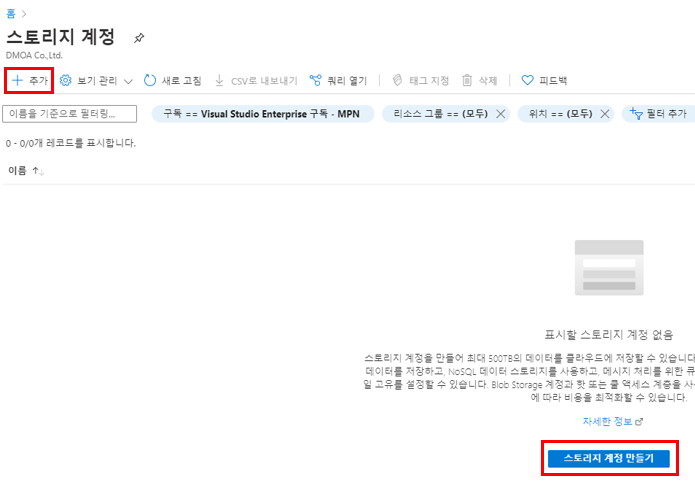 홈 >
스토리지 계정
DMOA Co.,Ltd.
+ 추가 보기 관리 새로 고침 CSV로 내보내기 쿼리 열기 태그 지정 삭제 피드백
이름을 기준으로 필터링... 구독 == Visual Studio Enterprise 구독 - MPN 리소스 그룹 == (모두) 위치 == (모두) 필터 추가
0 - 0/0개 레코드를 표시합니다.
이름 ↑↓
표시할 스토리지 계정 없음
스토리지 계정을 만들어 최대 500TB의 데이터를 클라우드에 저장할 수 있습니다
데이터를 저장하고, NoSQL 데이터 스토리지를 사용하고, 메시지 처리를 위한 큐
일 고유를 설정할 수 있습니다. Blob Storage 계정과 핫 또는 쿨 액세스 계층을 사
에 따라 비용을 최적화할 수 있습니다.
자세한 정보
스토리지 계정 만들기